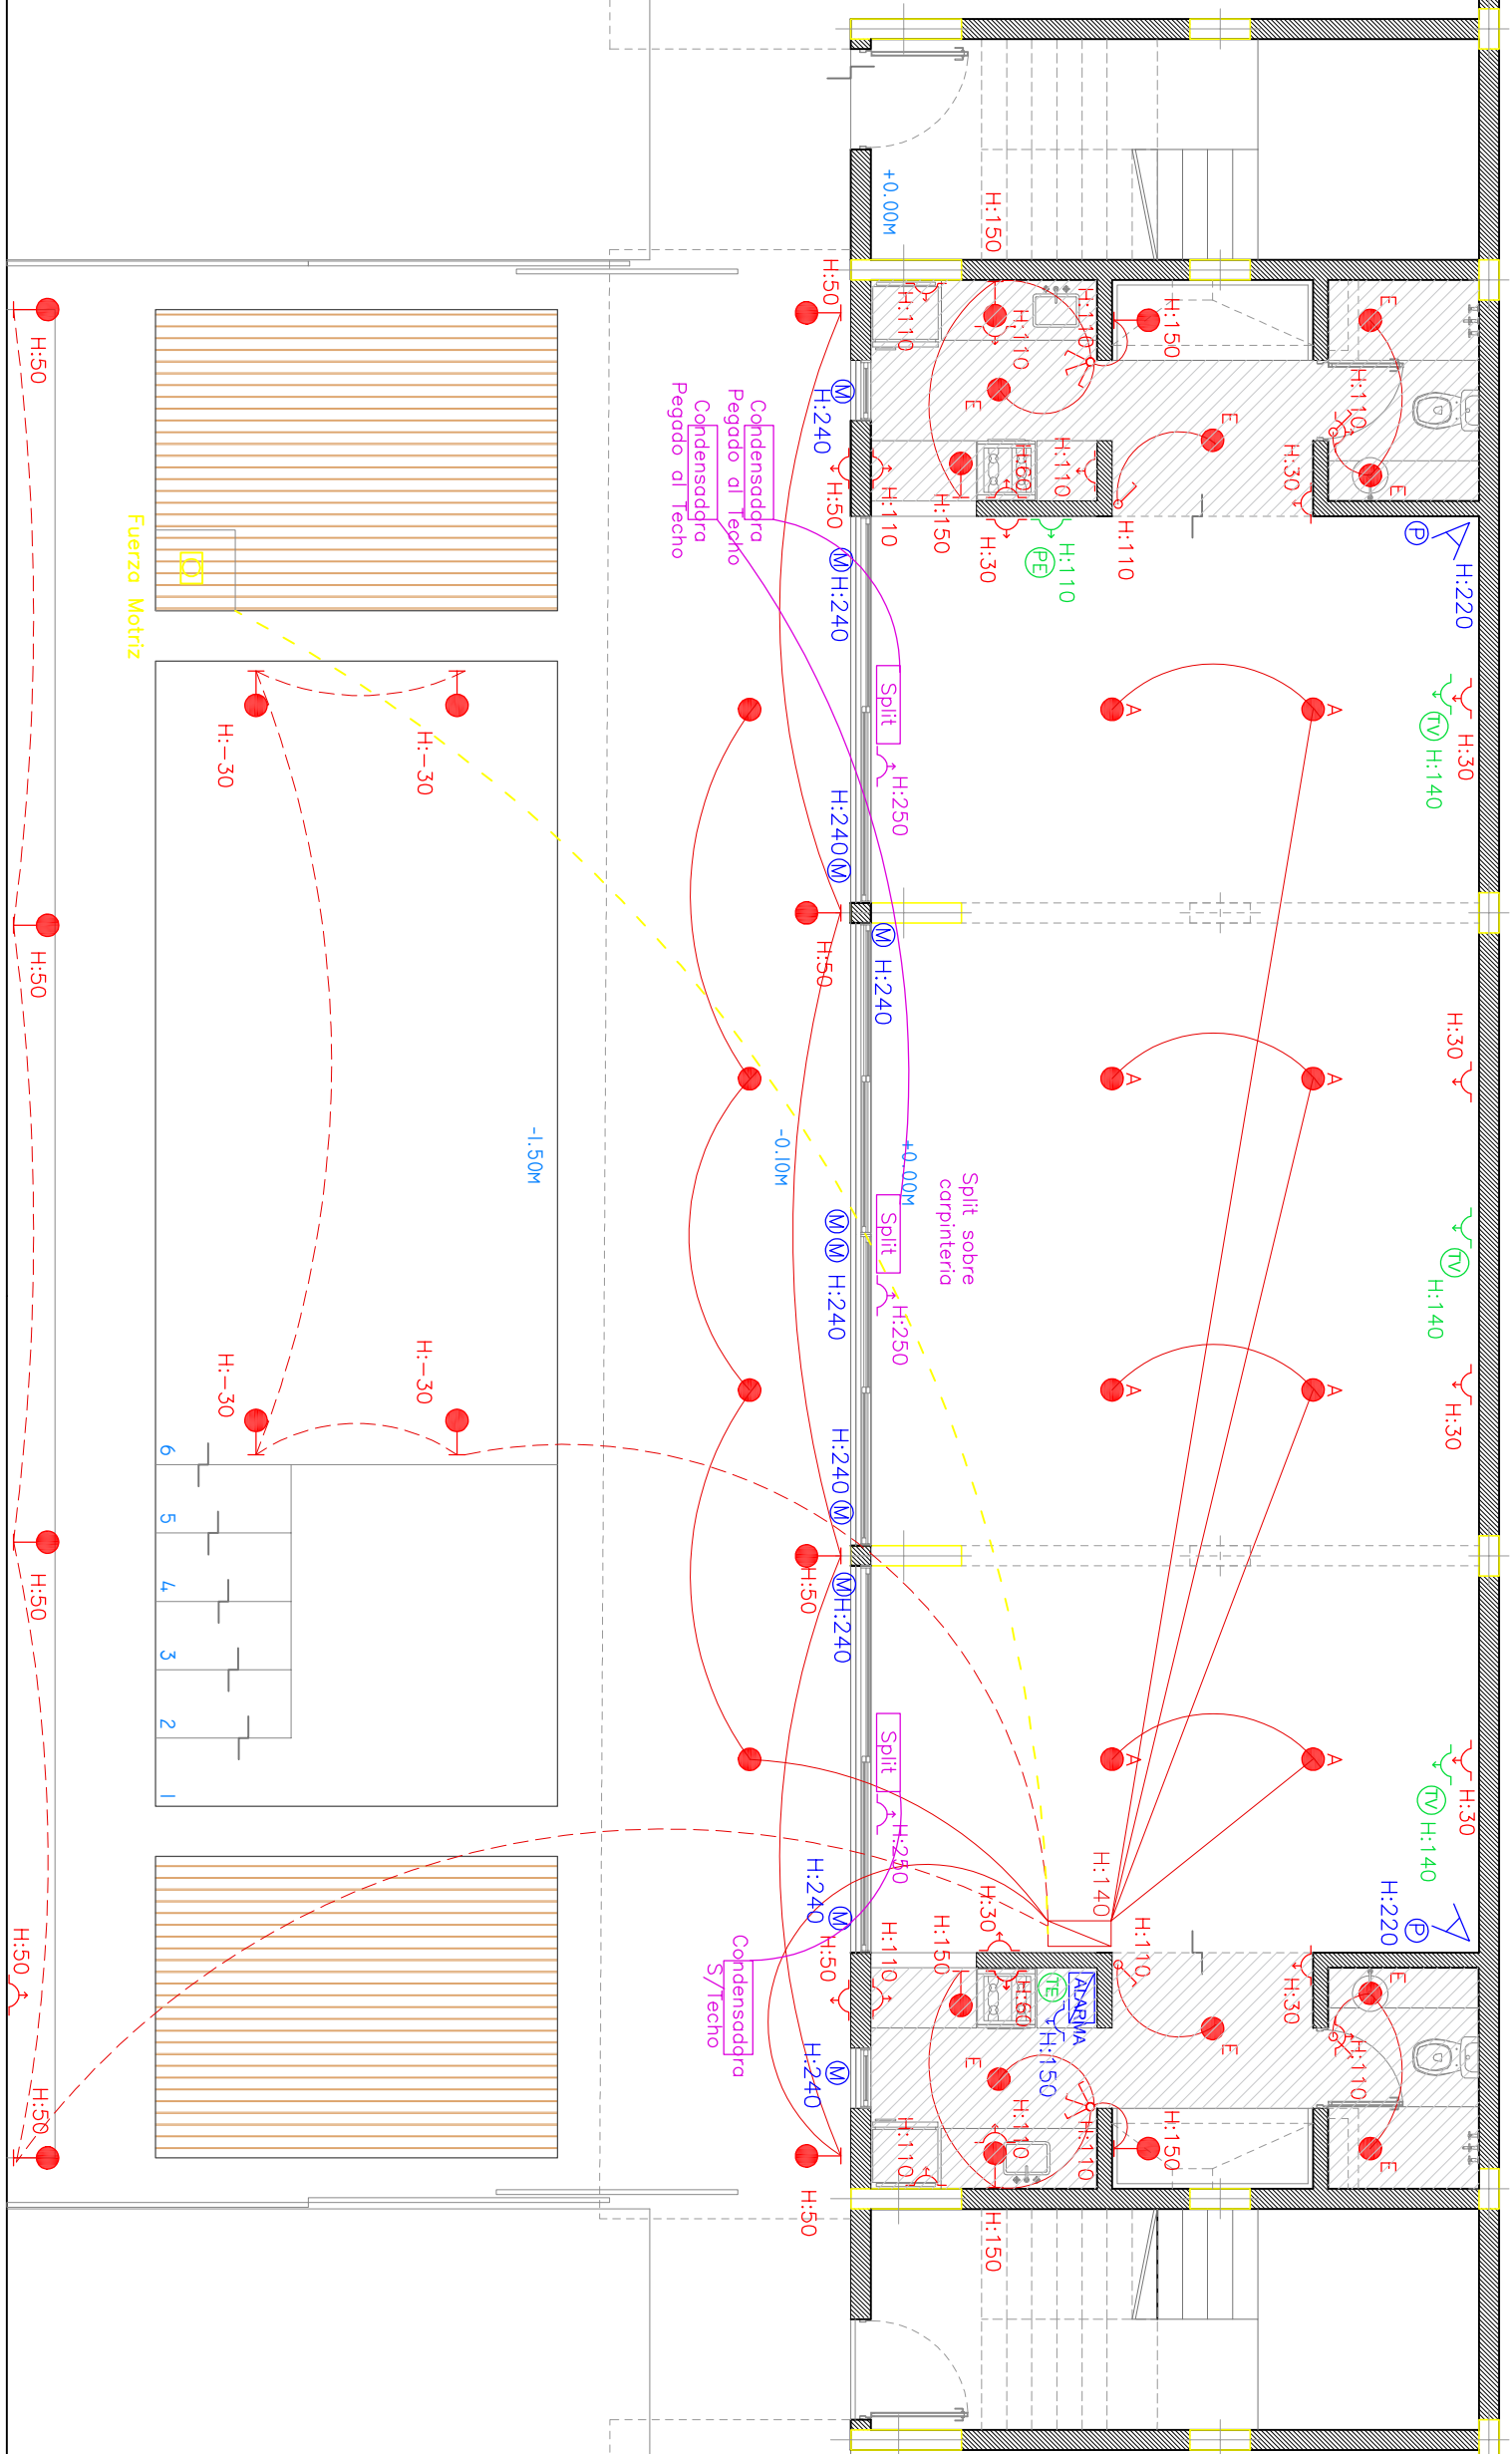 +0.00M
H:150
H:50
H:110
H:110
H:110
H:150
E
E
E
E
H:110
H:30
H:240
M
Condensadora
Pegado al Techo
Condensadora
Pegado al Techo
H:50
H:110
H:150
H:60
H:110
H:30
H:110
PE
H:110
P
H:220
H:50
Fuerza Motriz
M
H:240
Split
H:250
A
A
TV
H:140
H:30
H:-30
H:-30
H:240
M
H:50
M
H:240
H:50
H:30
A
A
-1.50M
-0.10M
+0.00M
Split sobre
carpinteria
M
M
H:240
Split
H:250
TV
H:140
H:-30
H:-30
A
A
H:30
H:240
M
H:50
M
H:240
H:50
6
5
4
3
2
1
Split
H:250
A
A
TV
H:140
H:30
H:140
H:220
P
H:240
M
H:50
H:110
H:150
H:30
H:110
H:30
H:60
TE
ALARMA
H:150
Condensadora
S/Techo
H:50
H:240
M
E
E
E
E
H:110
H:110
H:110
H:110
H:150
H:50
H:50
H:150